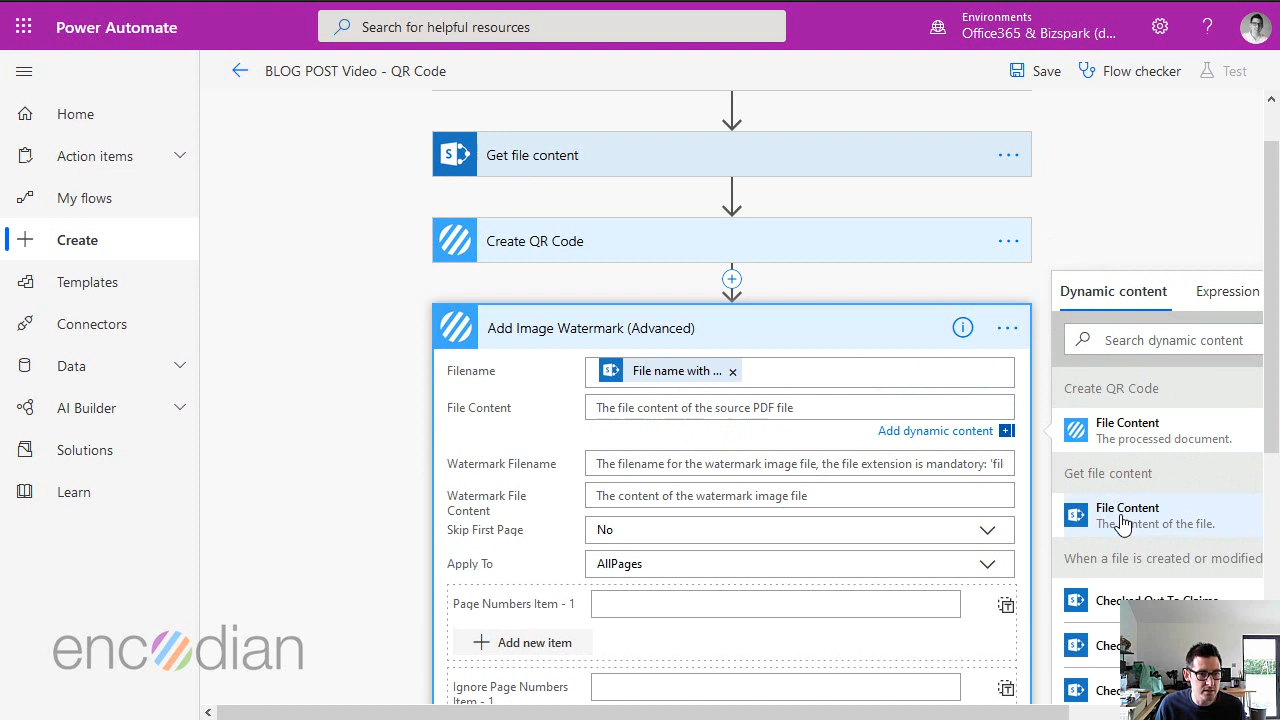 Power Automate
Search for helpful resources
Environments
Office365 & Bizspark (d...
?
BLOG POST Video - QR Code
Save
Flow checker
Test
Home
Action items
My flows
Create
Templates
Connectors
Data
AI Builder
Solutions
Learn
Get file content
Create QR Code
Add Image Watermark (Advanced)
Filename
File name with ... ×
File Content
The file content of the source PDF file
Add dynamic content
Watermark Filename
The filename for the watermark image file, the file extension is mandatory: 'fil
Watermark File
Content
The content of the watermark image file
Skip First Page
No
Apply To
AllPages
Page Numbers Item - 1
Add new item
Ignore Page Numbers
Item - 1
Dynamic content
Expression
Search dynamic content
Create QR Code
File Content
The processed document.
Get file content
File Content
The content of the file.
When a file is created or modified
Checked Out To Claims
encodian